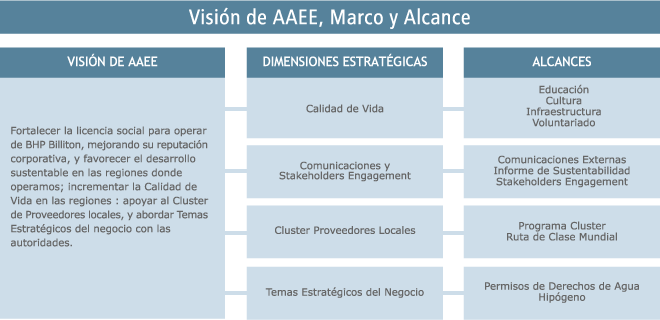 Visión de AAEE, Marco y Alcance
VISIÓN DE AAEE
Fortalecer la licencia social para operar
de BHP Billiton, mejorando su reputación
corporativa, y favorecer el desarrollo
sustentable en las regiones donde
operamos; incrementar la Calidad de
Vida en las regiones : apoyar al Cluster
de Proveedores locales, y abordar Temas
Estratégicos del negocio con las
autoridades.
DIMENSIONES ESTRATÉGICAS
Calidad de Vida
Comunicaciones y
Stakeholders Engagement
Cluster Proveedores Locales
Temas Estratégicos del Negocio
ALCANCES
Educación
Cultura
Infraestructura
Voluntariado
Comunicaciones Externas
Informe de Sustentabilidad
Stakeholders Engagement
Programa Cluster
Ruta de Clase Mundial
Permisos de Derechos de Agua
Hipógeno